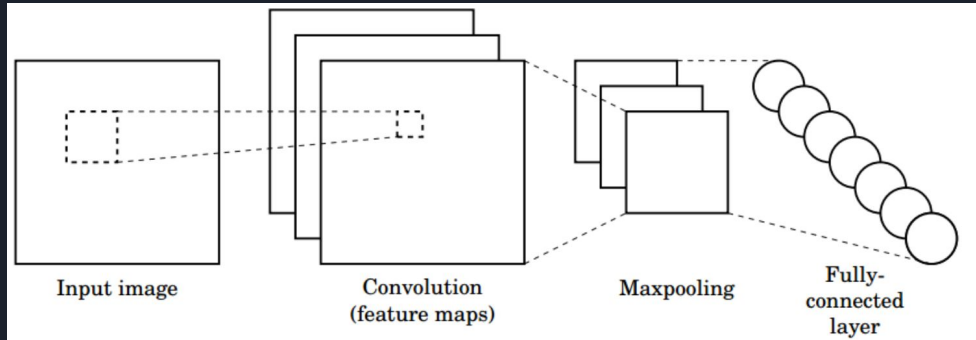 Input image
Convolution
(feature maps)
Maxpooling
Fully-
connected
layer